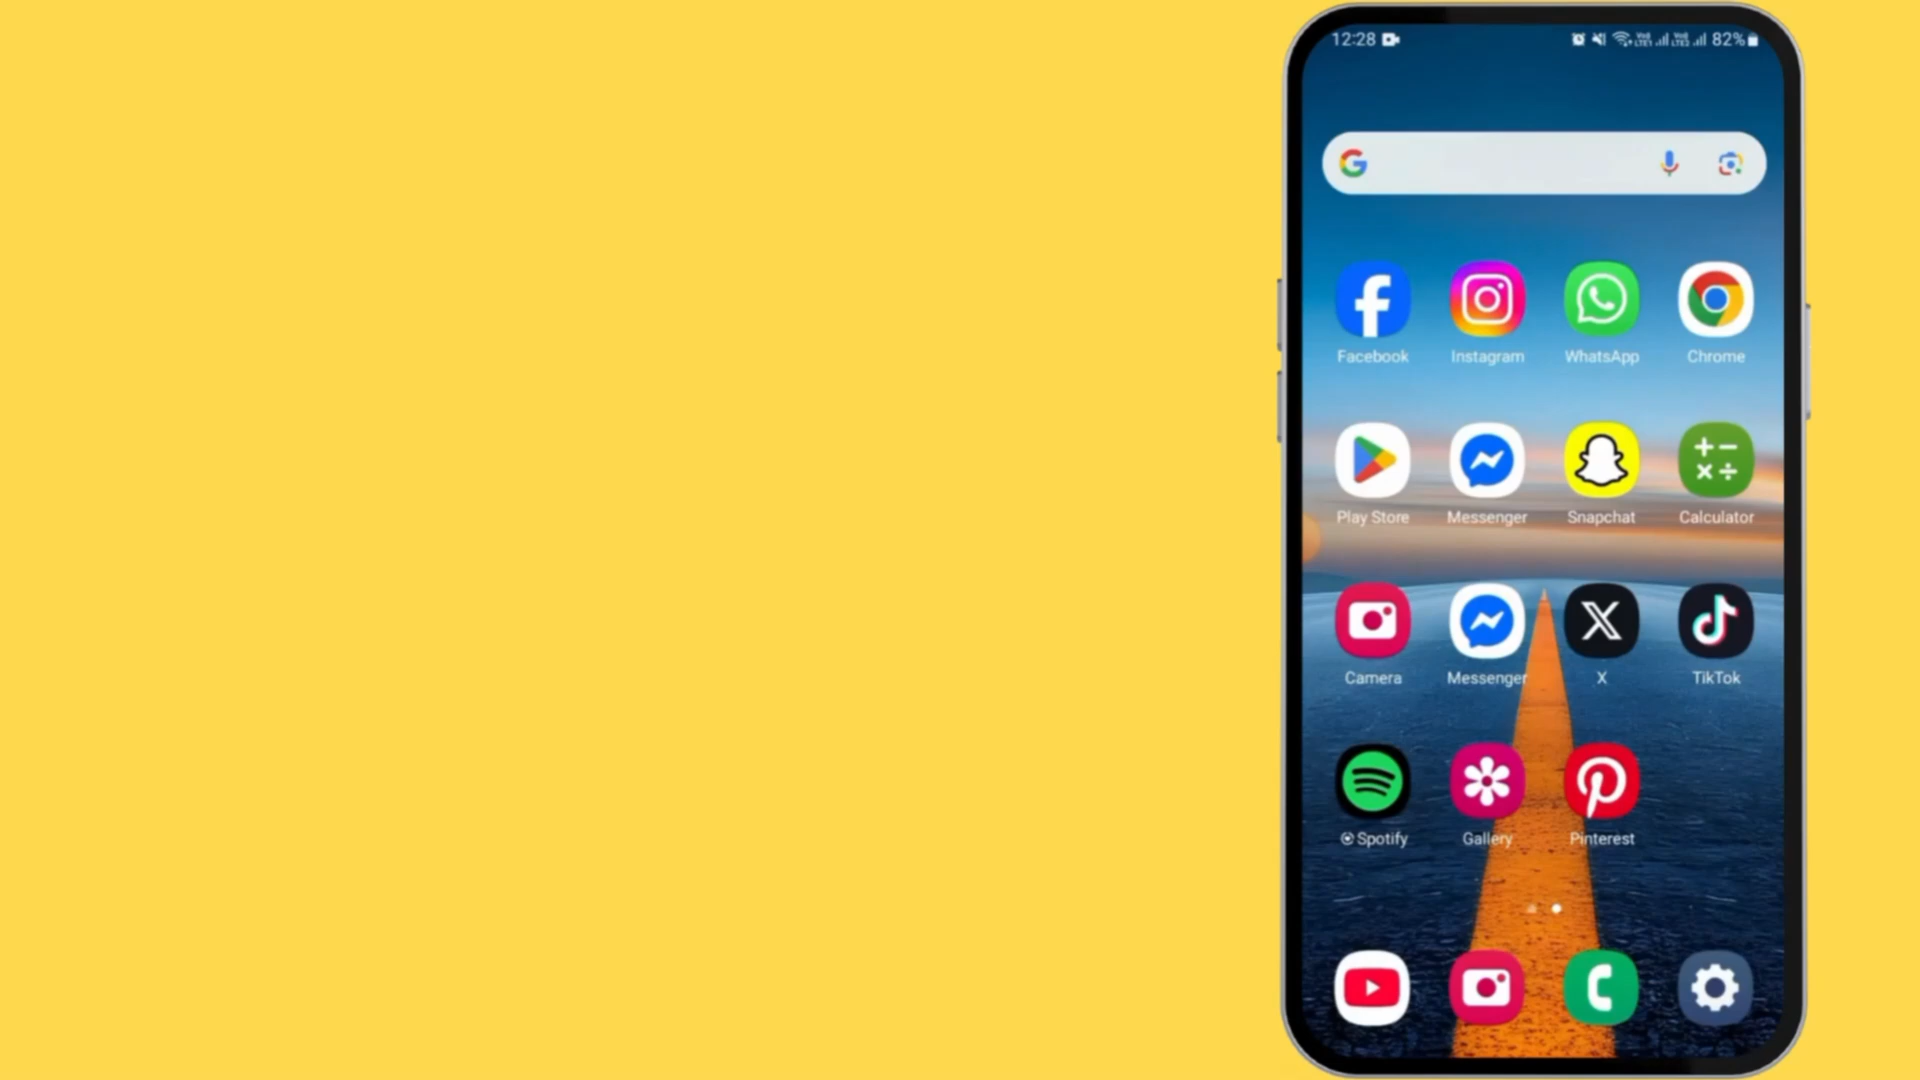 12:28 82%
Facebook Instagram WhatsApp Chrome
Play Store Messenger Snapchat Calculator
Camera Messenger X TikTok
Spotify Gallery Pinterest